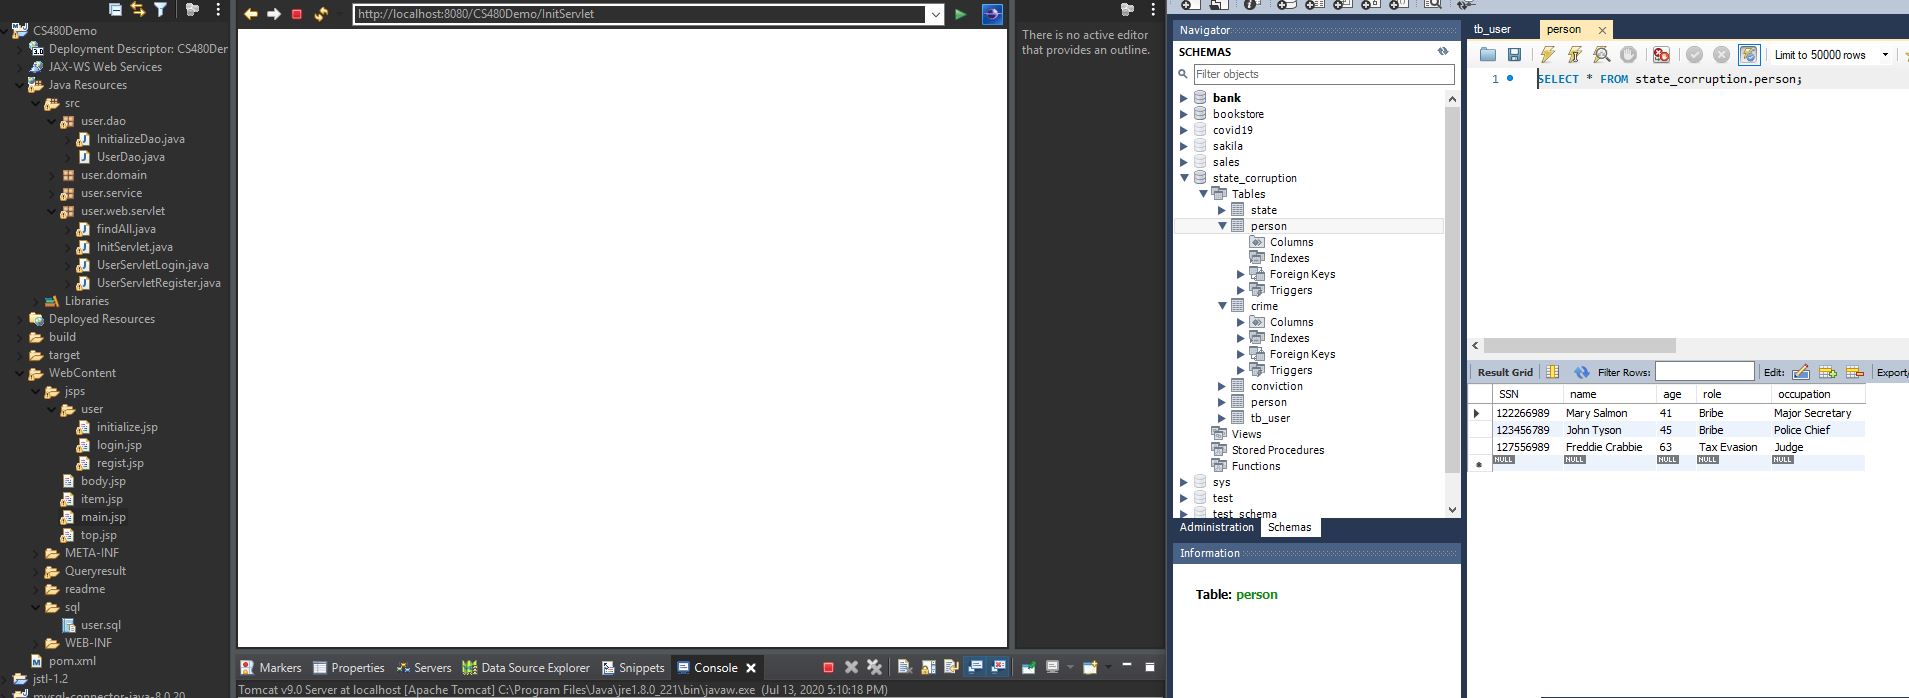 CS480Demo
Deployment Descriptor: CS480Der
JAX-WS Web Services
Java Resources
src
user.dao
InitializeDao.java
UserDao.java
user.domain
user.service
user.web.servlet
findAll.java
InitServlet.java
UserServletLogin.java
UserServletRegister.java
Libraries
Deployed Resources
build
target
WebContent
jsps
user
initialize.jsp
login.jsp
regist.jsp
body.jsp
item.jsp
main.jsp
top.jsp
META-INF
Queryresult
readme
sql
user.sql
WEB-INF
pom.xml
jstl-1.2
mysql-connector-java-8.0.20
http://localhost:8080/CS480Demo/InitServlet
There is no active editor
that provides an outline.
Markers Properties Servers Data Source Explorer Snippets Console
Tomcat v9.0 Server at localhost [Apache Tomcat] C:\Program Files\Java\jre1.8.0_221\bin\javaw.exe (Jul 13, 2020 5:10:18 PM)
Navigator
SCHEMAS
Filter objects
bank
bookstore
covid19
sakila
sales
state_corruption
Tables
state
person
Columns
Indexes
Foreign Keys
Triggers
crime
Columns
Indexes
Foreign Keys
Triggers
conviction
person
tb_user
Views
Stored Procedures
Functions
sys
test
test_schema
Administration Schemas
Information
Table: person
tb_user person
Limit to 50000 rows
1 SELECT * FROM state_corruption.person;
Result Grid Filter Rows: Edit: Export/
SSN name age role occupation
122266989 Mary Salmon 41 Bribe Major Secretary
123456789 John Tyson 45 Bribe Police Chief
127556989 Freddie Crabbie 63 Tax Evasion Judge
NULL NULL NULL NULL NULL